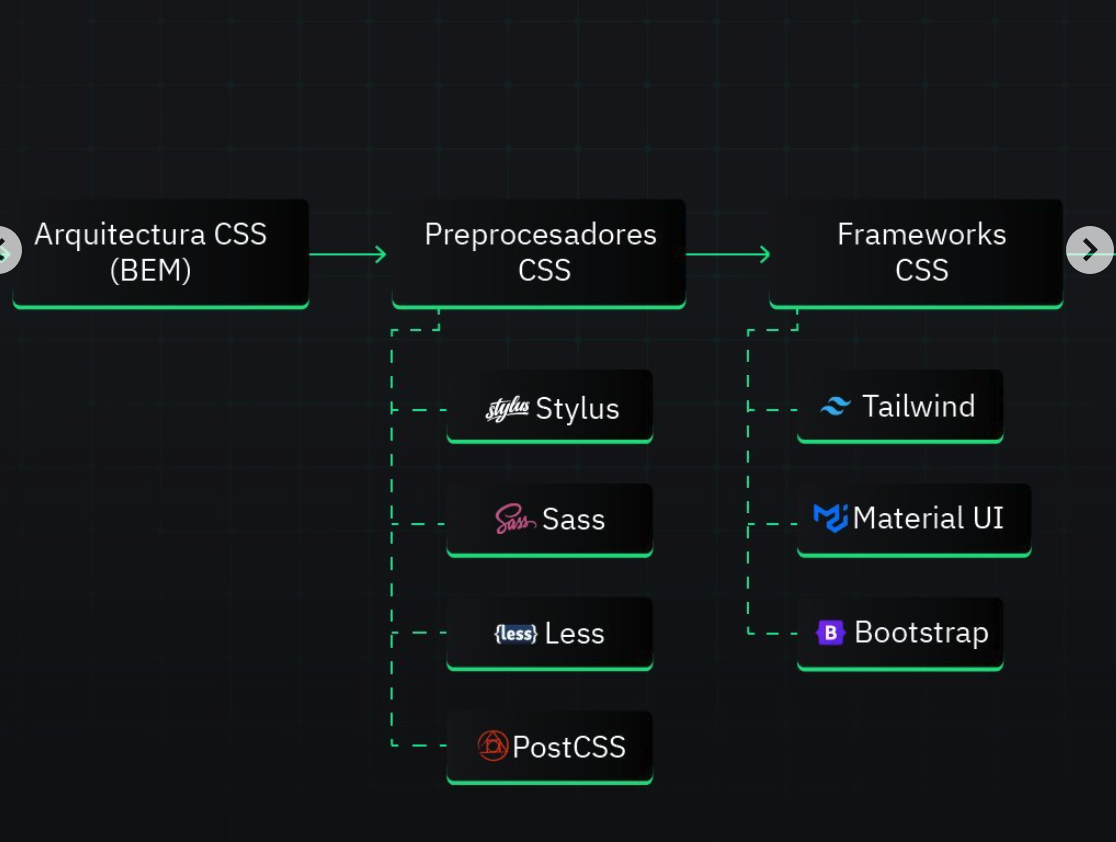 Arquitectura CSS
(BEM)
Preprocesadores
CSS
Frameworks
CSS
stylus Stylus
Sass Sass
{less} Less
PostCSS
Tailwind
Material UI
B Bootstrap